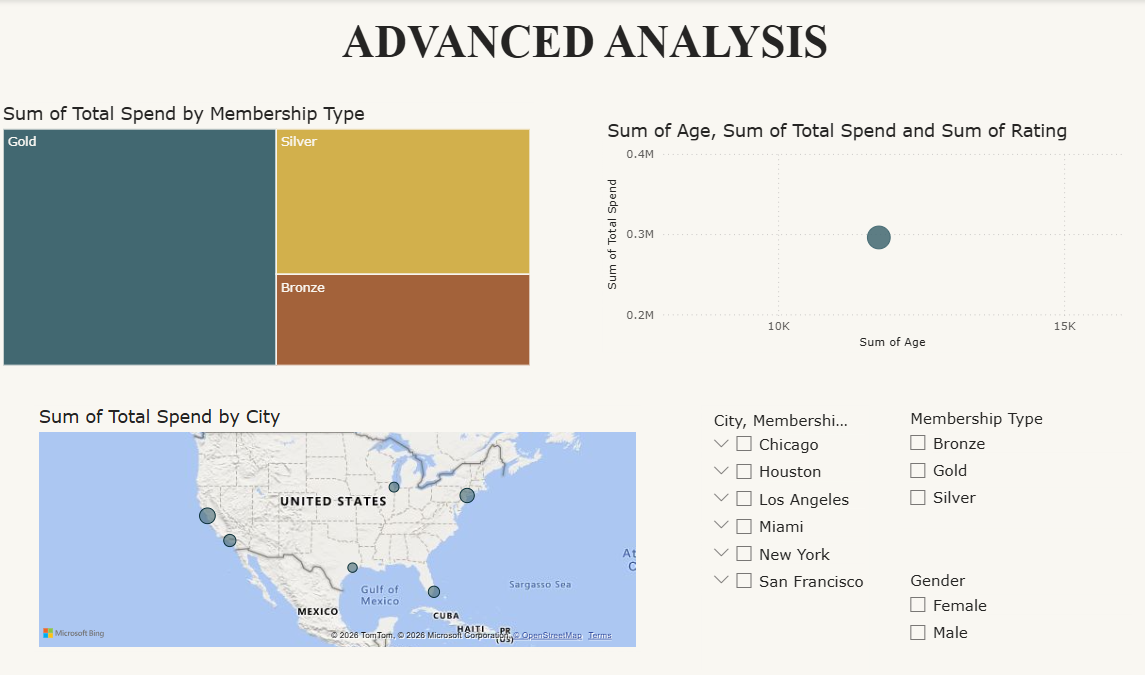 ADVANCED ANALYSIS
Sum of Total Spend by Membership Type
Gold
Silver
Bronze
Sum of Age, Sum of Total Spend and Sum of Rating
0.4M
0.3M
0.2M
Sum of Total Spend
10K
15K
Sum of Age
Sum of Total Spend by City
UNITED STATES
MEXICO
Gulf of
Mexico
CUBA
HAITI
PR
(US)
Sargasso Sea
At
O
Microsoft Bing
© 2026 TomTom, © 2026 Microsoft Corporation, © OpenStreetMap Terms
City, Membershi...
Chicago
Houston
Los Angeles
Miami
New York
San Francisco
Membership Type
Bronze
Gold
Silver
Gender
Female
Male